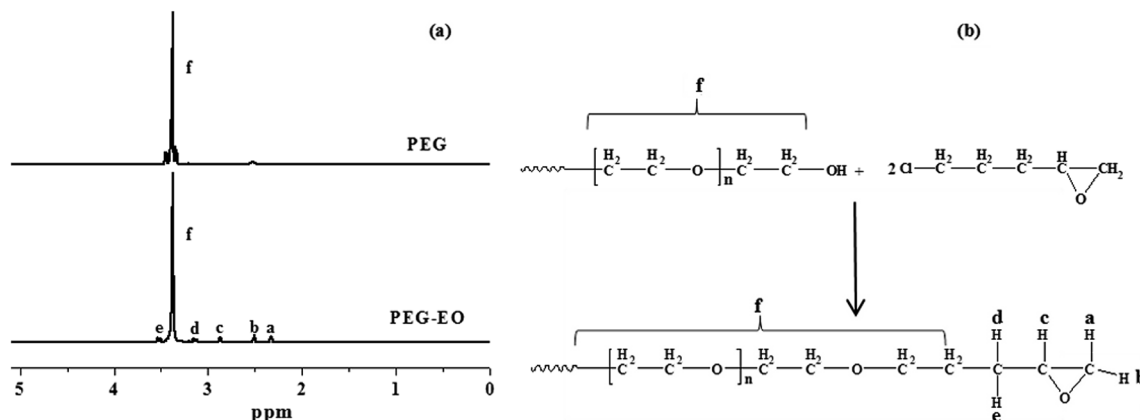 (a)
f
PEG
f
e d c b a
PEG-EO
5 4 3 2 1 0
ppm
(b)
f
H2 H2 H2 H2
C C O n C C OH + 2 Cl C C C C CH2
H2 H2 H2 H
O
f
d c a
H H H
H2 H2 H2 H2 H2 H2
C C O n C C O C C C C C H b
H O
e